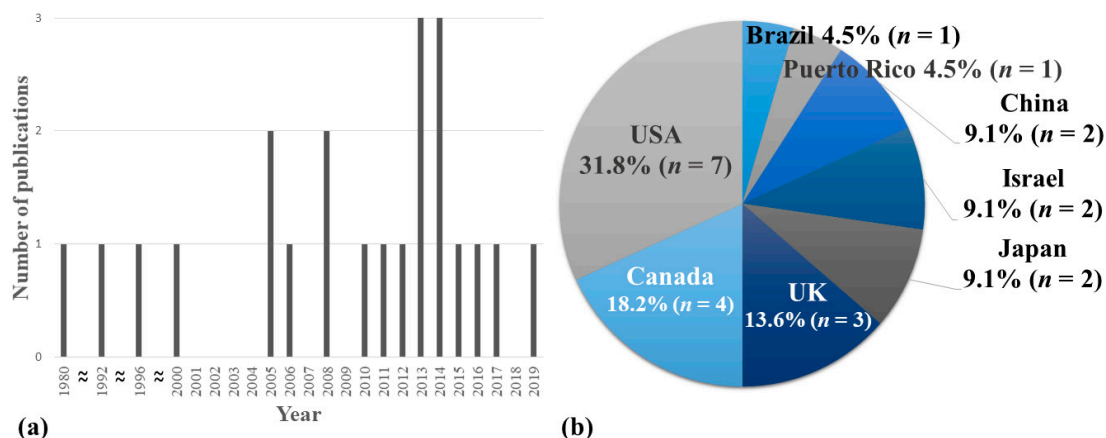 3
2
1
0
Number of publications
1980
≈
1992
≈
1996
≈
2000
2001
2002
2003
2004
2005
2006
2007
2008
2009
2010
2011
2012
2013
2014
2015
2016
2017
2018
2019
Year
(a)
Brazil 4.5% (n = 1)
Puerto Rico 4.5% (n = 1)
China
9.1% (n = 2)
Israel
9.1% (n = 2)
Japan
9.1% (n = 2)
UK
13.6% (n = 3)
Canada
18.2% (n = 4)
USA
31.8% (n = 7)
(b)